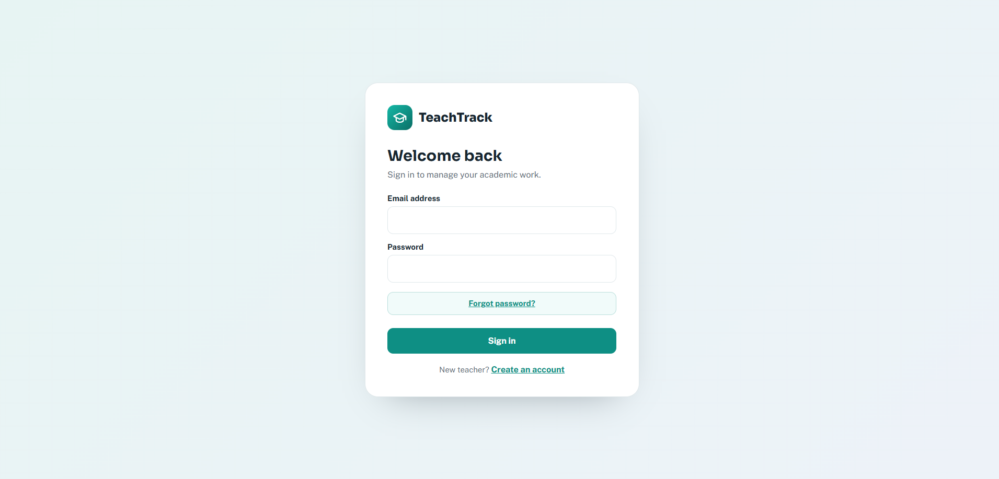 TeachTrack
Welcome back
Sign in to manage your academic work.
Email address
Password
Forgot password?
Sign in
New teacher? Create an account